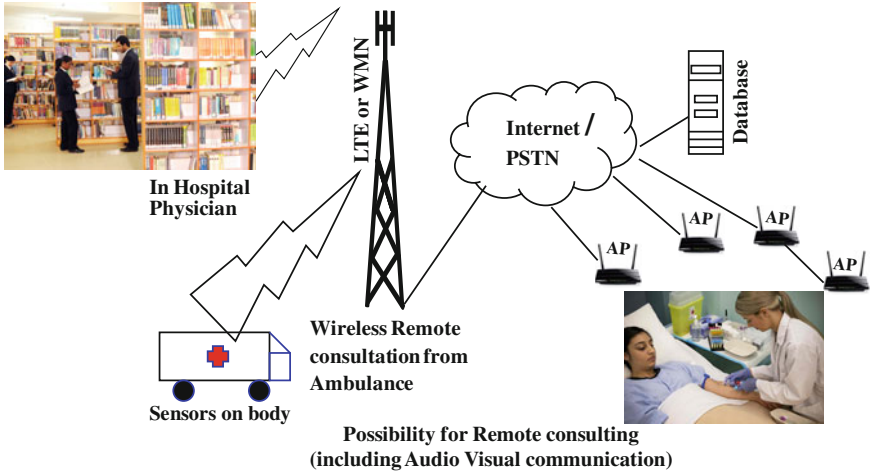 LTE or WMN
Internet /
PSTN
Database
In Hospital
Physician
AP
AP
AP
AP
Wireless Remote
consultation from
Ambulance
Sensors on body
Possibility for Remote consulting
(including Audio Visual communication)